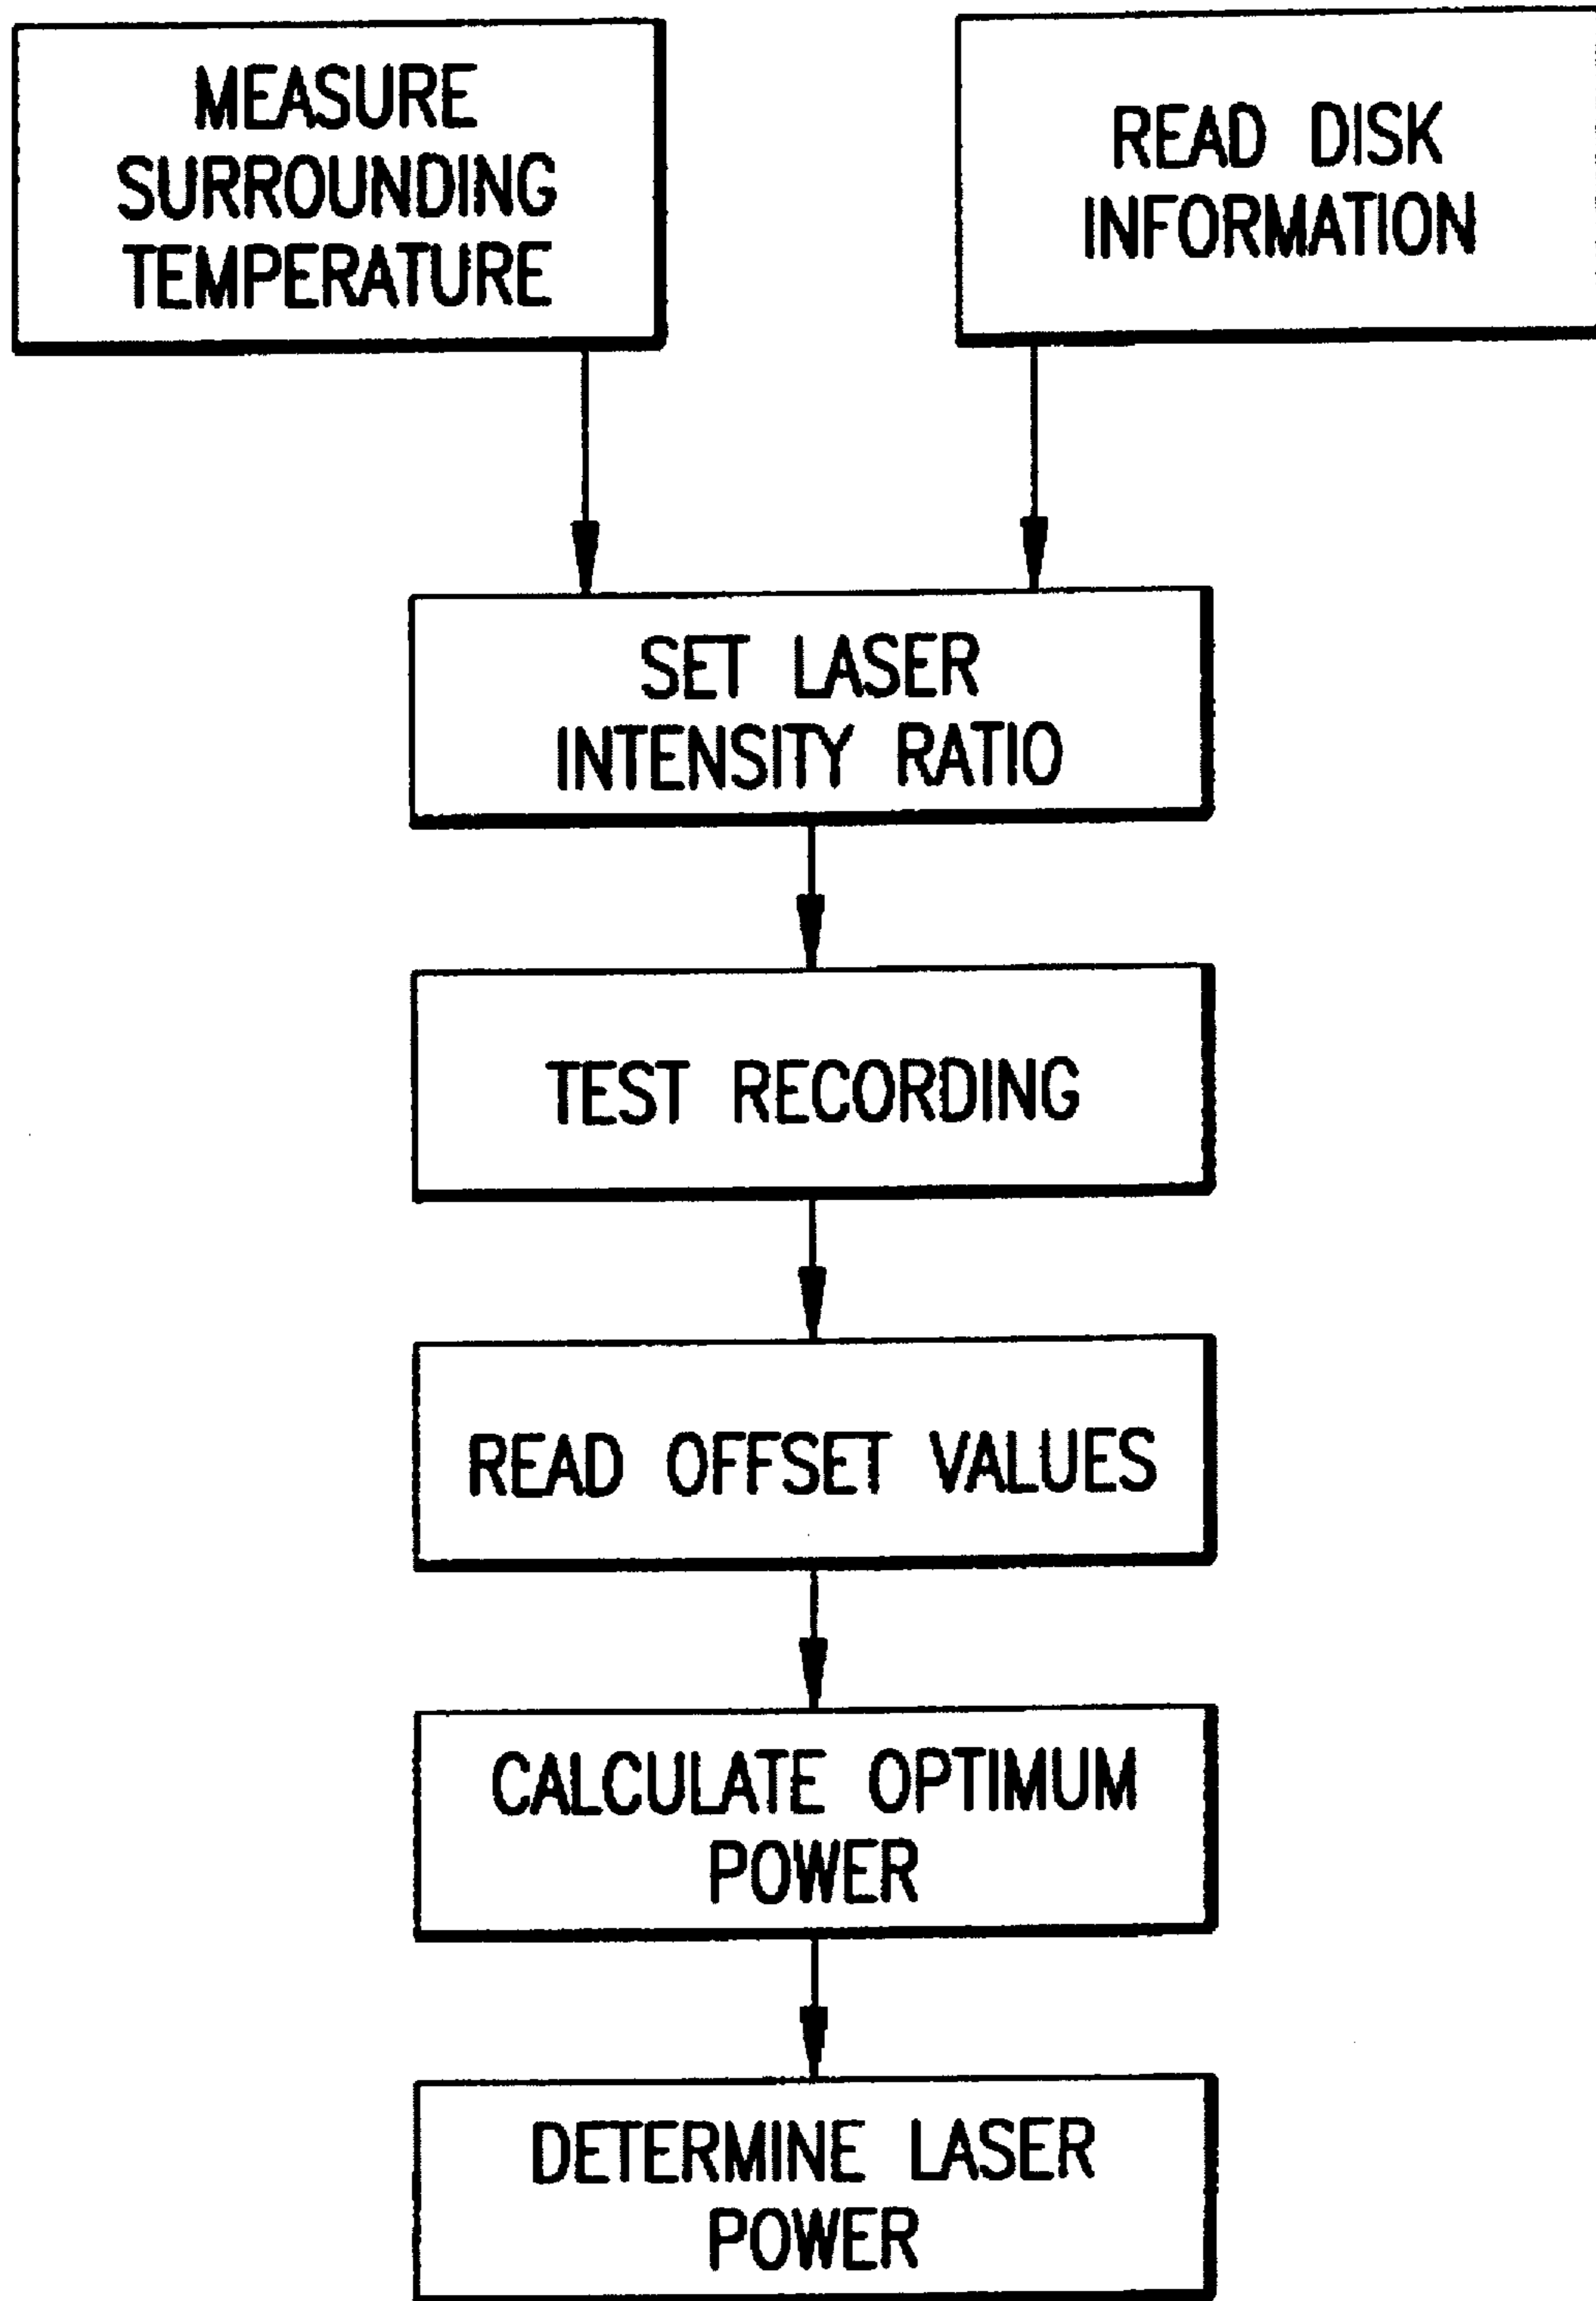 MEASURE
SURROUNDING
TEMPERATURE
READ DISK
INFORMATION
SET LASER
INTENSITY RATIO
TEST RECORDING
READ OFFSET VALUES
CALCULATE OPTIMUM
POWER
DETERMINE LASER
POWER